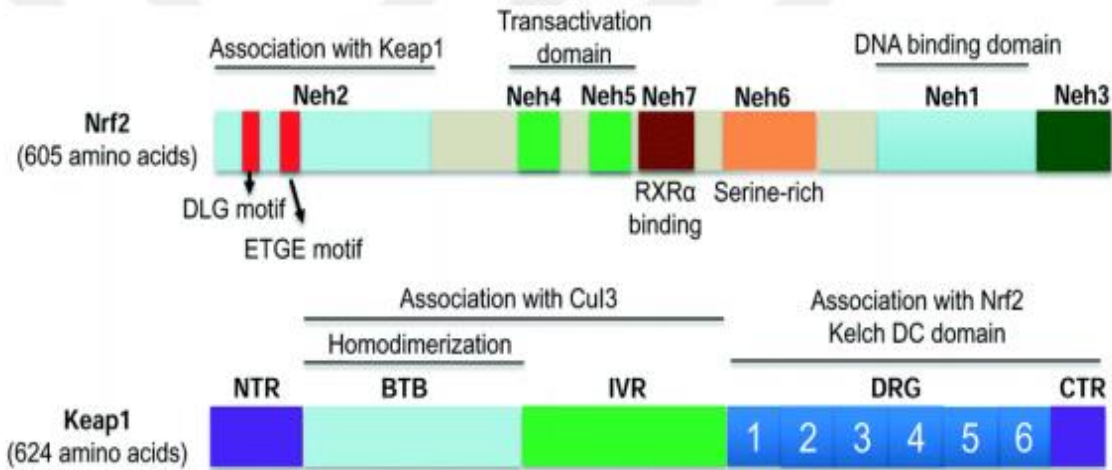 Transactivation
domain
Association with Keap1
DNA binding domain
Neh2
Neh4
Neh5
Neh7
Neh6
Neh1
Neh3
Nrf2
(605 amino acids)
DLG motif
ETGE motif
RXRα
binding
Serine-rich
Association with Cul3
Association with Nrf2
Kelch DC domain
Homodimerization
NTR
BTB
IVR
DRG
CTR
Keap1
(624 amino acids)
1 2 3 4 5 6